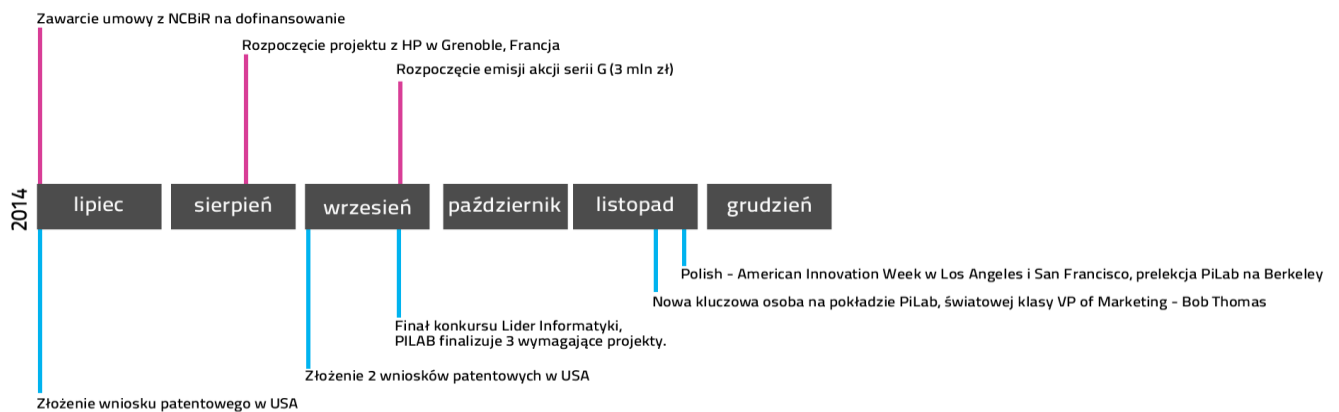 Zawarcie umowy z NCBiR na dofinansowanie
Rozpoczęcie projektu z HP w Grenoble, Francja
Rozpoczęcie emisji akcji serii G (3 mln zł)
2014
lipiec
sierpień
wrzesień
październik
listopad
grudzień
Polish - American Innovation Week w Los Angeles i San Francisco, prelekcja PiLab na Berkeley
Nowa kluczowa osoba na pokładzie PiLab, światowej klasy VP of Marketing - Bob Thomas
Finał konkursu Lider Informatyki,
PILAB finalizuje 3 wymagające projekty.
Złożenie 2 wniosków patentowych w USA
Złożenie wniosku patentowego w USA